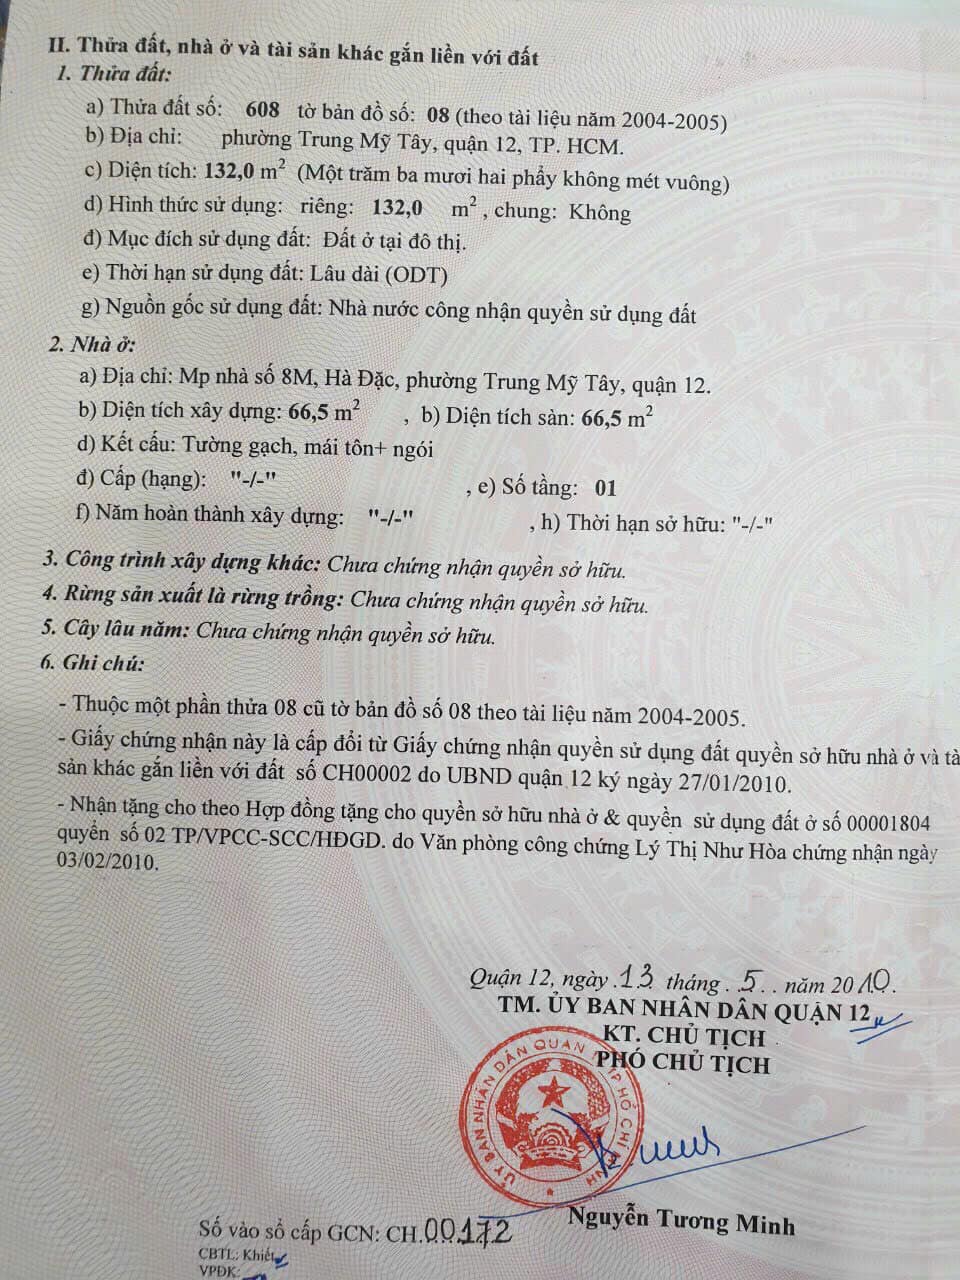 II. Thửa đất, nhà ở và tài sản khác gắn liền với đất
1. Thửa đất:
a) Thửa đất số: 608 tờ bản đồ số: 08 (theo tài liệu năm 2004-2005)
b) Địa chỉ: phường Trung Mỹ Tây, quận 12, TP. HCM.
c) Diện tích: 132,0 m² (Một trăm ba mươi hai phẩy không mét vuông)
d) Hình thức sử dụng: riêng: 132,0 m² , chung: Không
đ) Mục đích sử dụng đất: Đất ở tại đô thị.
e) Thời hạn sử dụng đất: Lâu dài (ODT)
g) Nguồn gốc sử dụng đất: Nhà nước công nhận quyền sử dụng đất
2. Nhà ở:
a) Địa chỉ: Mp nhà số 8M, Hà Đặc, phường Trung Mỹ Tây, quận 12.
b) Diện tích xây dựng: 66,5 m² , b) Diện tích sàn: 66,5 m²
d) Kết cấu: Tường gạch, mái tôn+ ngói
đ) Cấp (hạng): "-/-" , e) Số tầng: 01
f) Năm hoàn thành xây dựng: "-/-" , h) Thời hạn sở hữu: "-/-"
3. Công trình xây dựng khác: Chưa chứng nhận quyền sở hữu.
4. Rừng sản xuất là rừng trồng: Chưa chứng nhận quyền sở hữu.
5. Cây lâu năm: Chưa chứng nhận quyền sở hữu.
6. Ghi chú:
- Thuộc một phần thửa 08 cũ tờ bản đồ số 08 theo tài liệu năm 2004-2005.
- Giấy chứng nhận này là cấp đổi từ Giấy chứng nhận quyền sử dụng đất quyền sở hữu nhà ở và tà
sản khác gắn liền với đất số CH00002 do UBND quận 12 ký ngày 27/01/2010.
- Nhận tặng cho theo Hợp đồng tặng cho quyền sở hữu nhà ở & quyền sử dụng đất ở số 00001804
quyển số 02 TP/VPCC-SCC/HĐGD. do Văn phòng công chứng Lý Thị Như Hòa chứng nhận ngày
03/02/2010.
Quận 12, ngày .13 tháng . 5 . . năm 2010.
TM. ỦY BAN NHÂN DÂN QUẬN 12
KT. CHỦ TỊCH
PHÓ CHỦ TỊCH
ỦY BAN NHÂN DÂN QUẬN TP HỒ CHÍ MINH
Nguyễn Tương Minh
Số vào sổ cấp GCN: CH.00172
CBTL: Khiết
VPĐK: